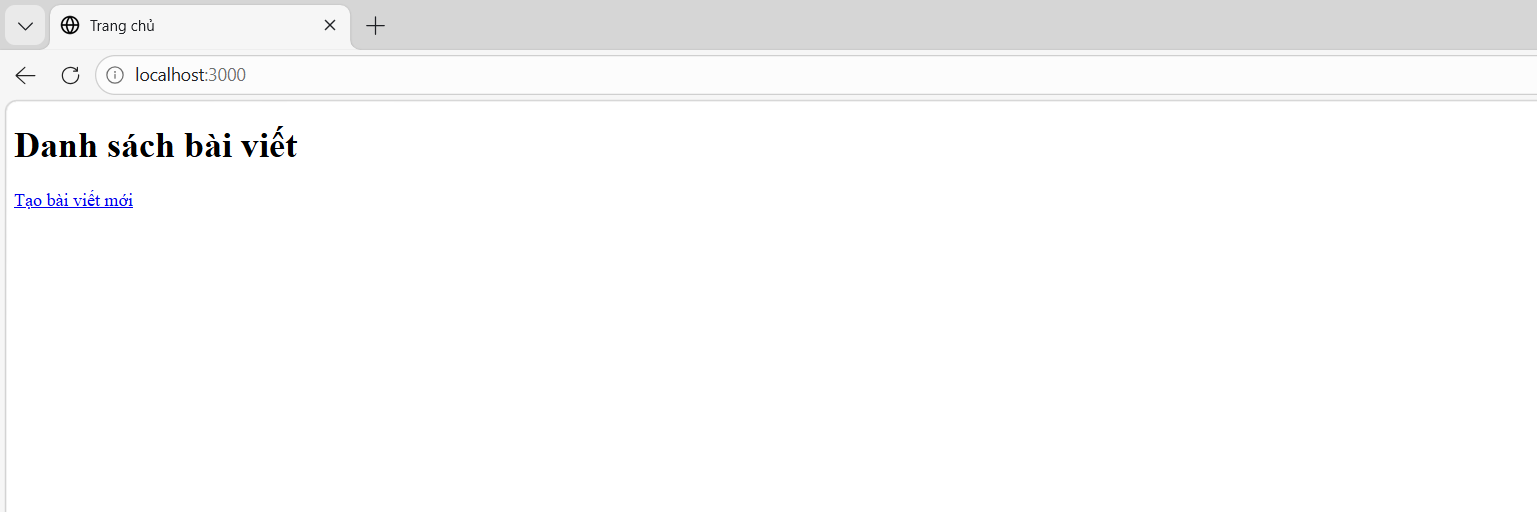 Trang chủ
localhost:3000
Danh sách bài viết
Tạo bài viết mới